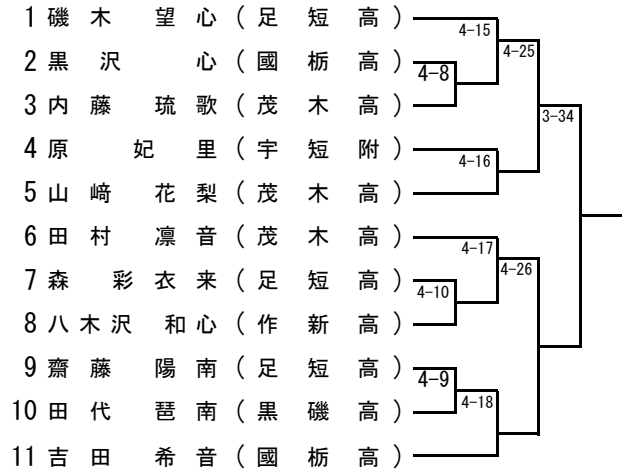 1 磯木 望心 (足短高)
4-15
4-25
2 黒沢 心 (國栃高)
4-8
3 内藤 琉歌 (茂木高)
3-34
4 原 妃里 (宇短附)
4-16
5 山﨑 花梨 (茂木高)
6 田村 凛音 (茂木高)
4-17
4-26
7 森 彩衣来 (足短高)
4-10
8 八木沢 和心 (作新高)
9 齋藤 陽南 (足短高)
4-9
10 田代 琶南 (黒磯高)
4-18
11 吉田 希音 (國栃高)